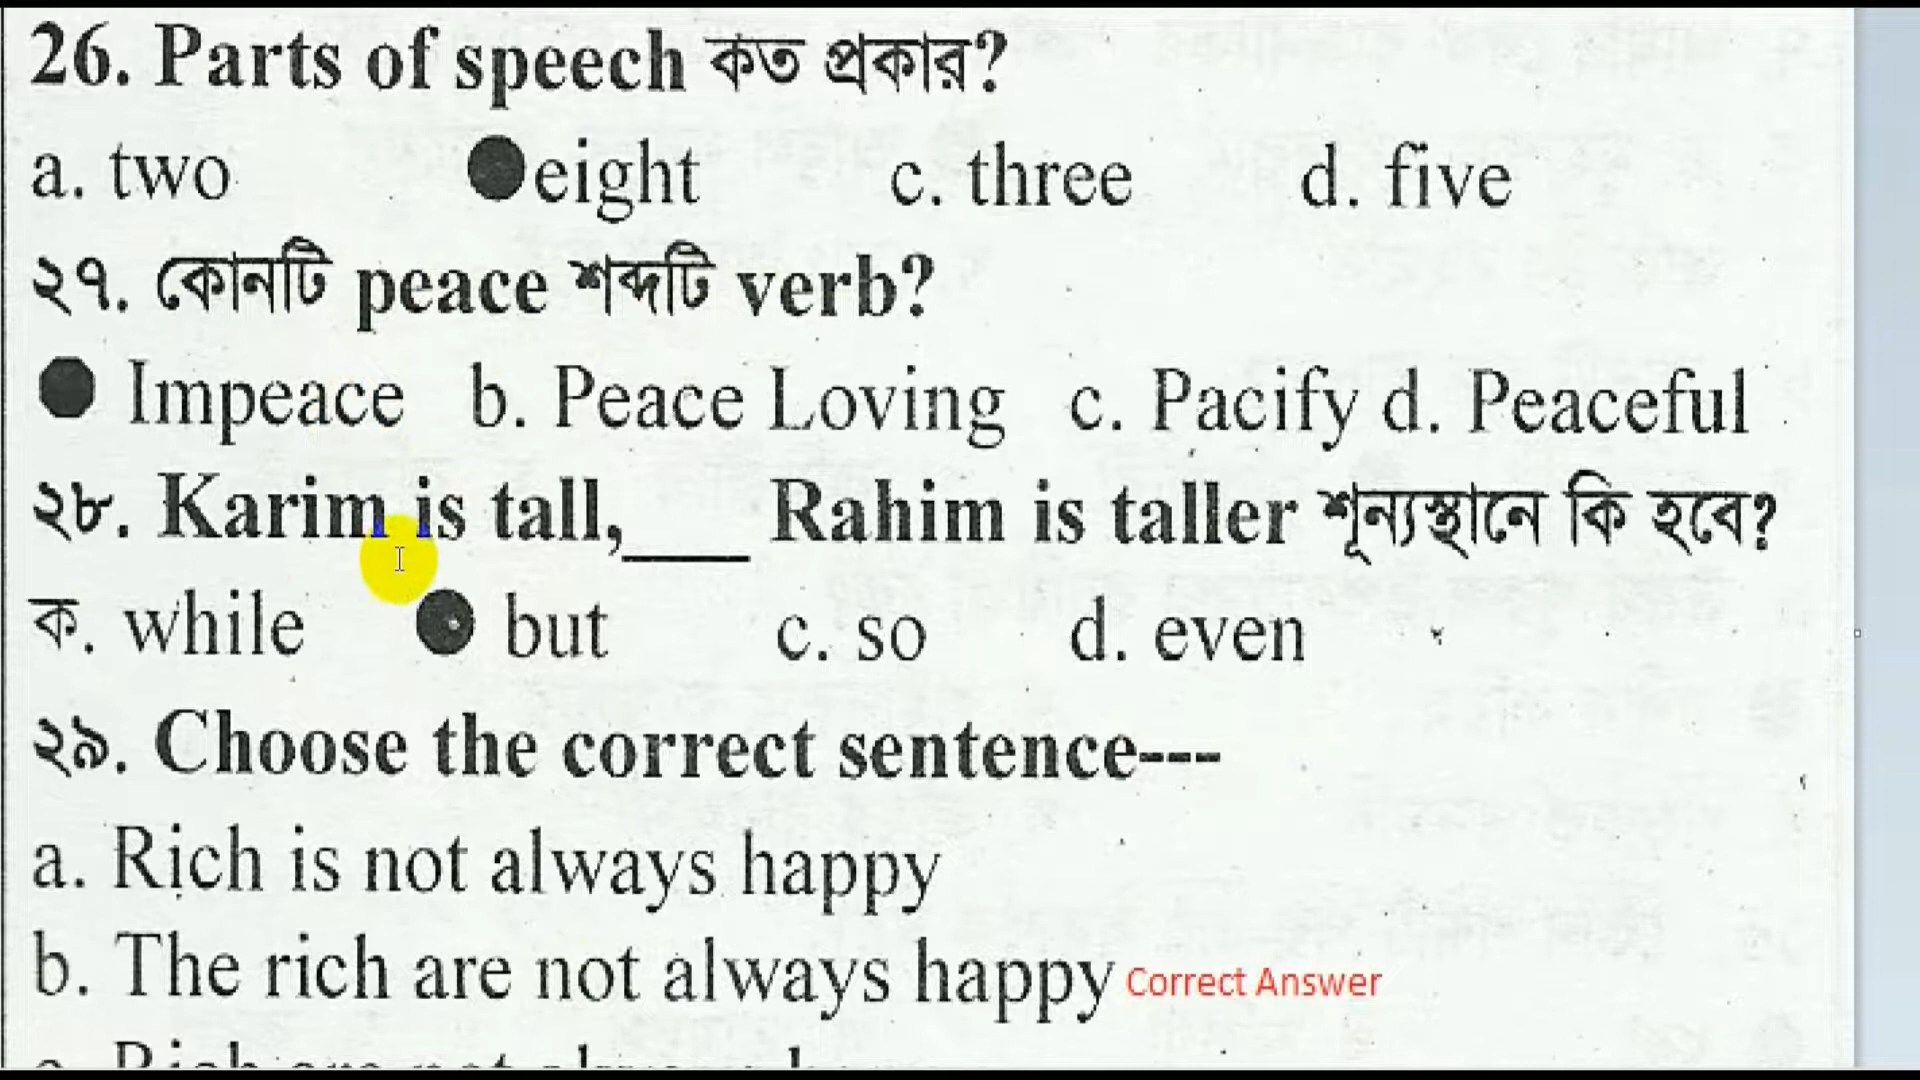 26. Parts of speech কত প্রকার?
a. two ●eight c. three d. five
২৭. কোনটি peace শব্দটি verb?
● Impeace b. Peace Loving c. Pacify d. Peaceful
২৮. Karim is tall,___ Rahim is taller শূন্যস্থানে কি হবে?
ক. while ● but c. so d. even
২৯. Choose the correct sentence---
a. Rich is not always happy
b. The rich are not always happy Correct Answer